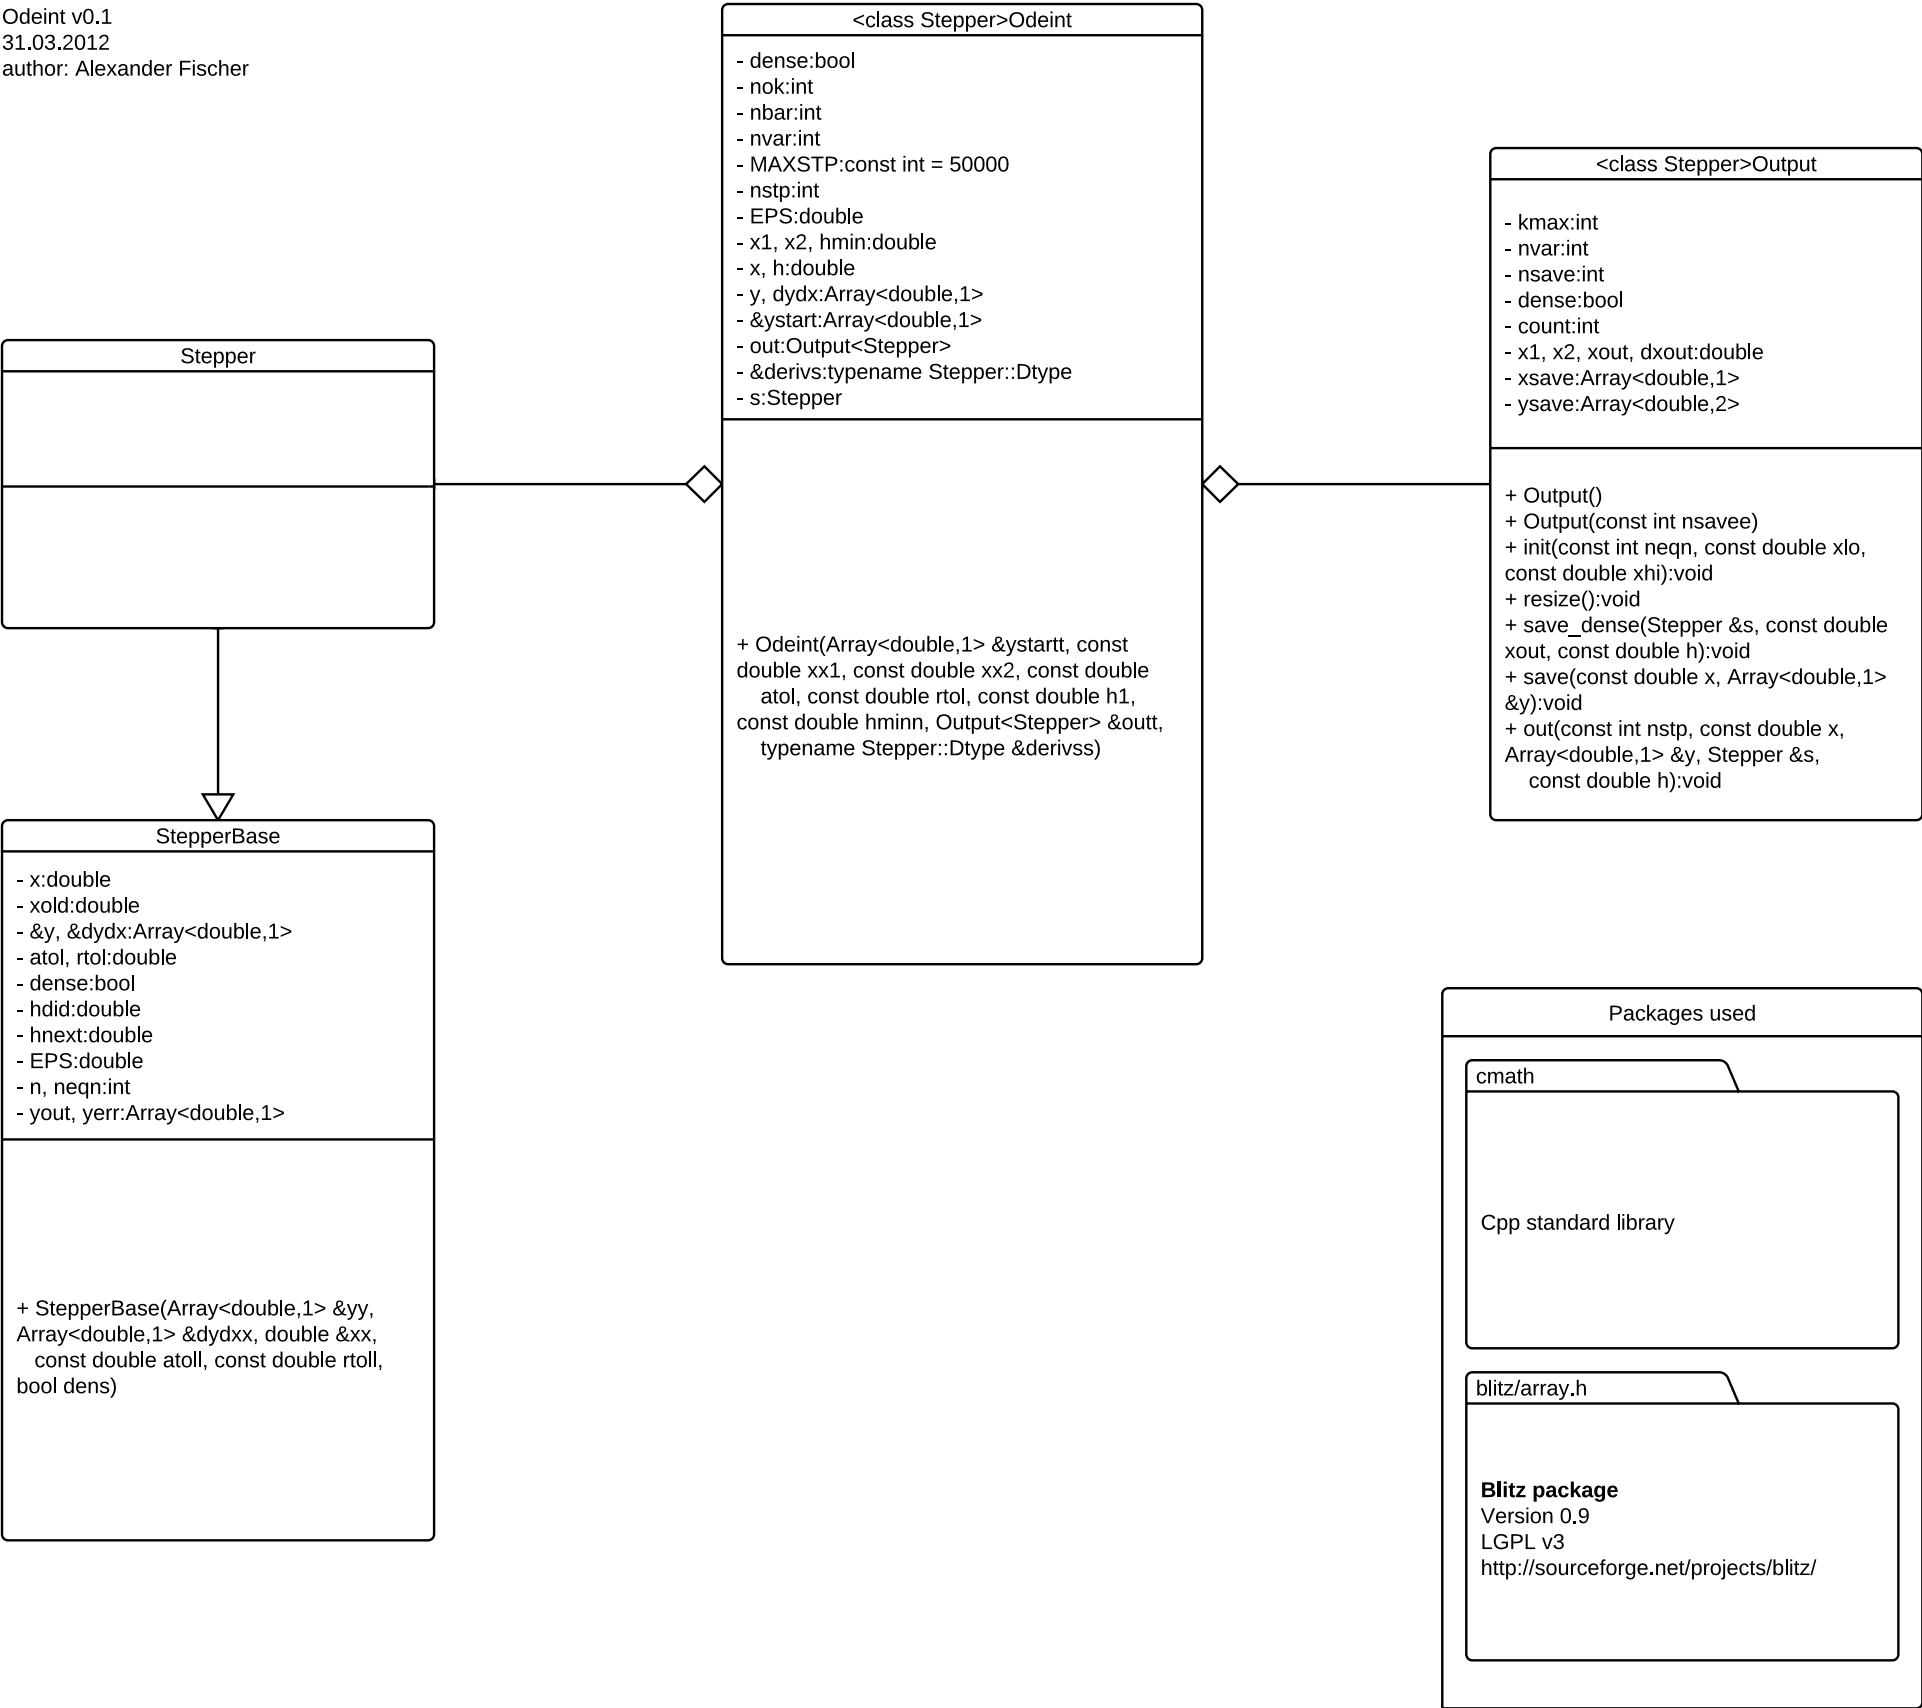 Odeint v0.1
31.03.2012
author: Alexander Fischer
<class Stepper>Odeint
- dense:bool
- nok:int
- nbar:int
- nvar:int
- MAXSTP:const int = 50000
- nstp:int
- EPS:double
- x1, x2, hmin:double
- x, h:double
- y, dydx:Array<double,1>
- &ystart:Array<double,1>
- out:Output<Stepper>
- &derivs:typename Stepper::Dtype
- s:Stepper
+ Odeint(Array<double,1> &ystartt, const
double xx1, const double xx2, const double
atol, const double rtol, const double h1,
const double hminn, Output<Stepper> &outt,
typename Stepper::Dtype &derivss)
<class Stepper>Output
- kmax:int
- nvar:int
- nsave:int
- dense:bool
- count:int
- x1, x2, xout, dxout:double
- xsave:Array<double,1>
- ysave:Array<double,2>
+ Output()
+ Output(const int nsavee)
+ init(const int neqn, const double xlo,
const double xhi):void
+ resize():void
+ save_dense(Stepper &s, const double
xout, const double h):void
+ save(const double x, Array<double,1>
&y):void
+ out(const int nstp, const double x,
Array<double,1> &y, Stepper &s,
const double h):void
Stepper
StepperBase
- x:double
- xold:double
- &y, &dydx:Array<double,1>
- atol, rtol:double
- dense:bool
- hdid:double
- hnext:double
- EPS:double
- n, neqn:int
- yout, yerr:Array<double,1>
+ StepperBase(Array<double,1> &yy,
Array<double,1> &dydxx, double &xx,
const double atoll, const double rtoll,
bool dens)
Packages used
cmath
Cpp standard library
blitz/array.h
Blitz package
Version 0.9
LGPL v3
http://sourceforge.net/projects/blitz/